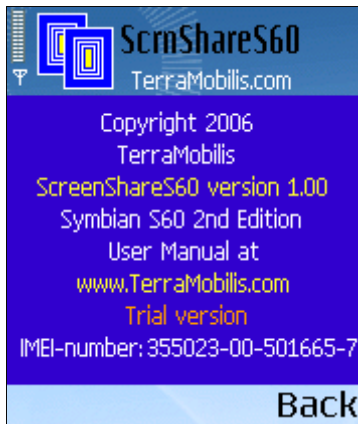 ScrnShareS60
TerraMobilis.com
Copyright 2006
TerraMobilis
ScreenShareS60 version 1.00
Symbian S60 2nd Edition
User Manual at
www.TerraMobilis.com
Trial version
IMEI-number: 355023-00-501665-7
Back